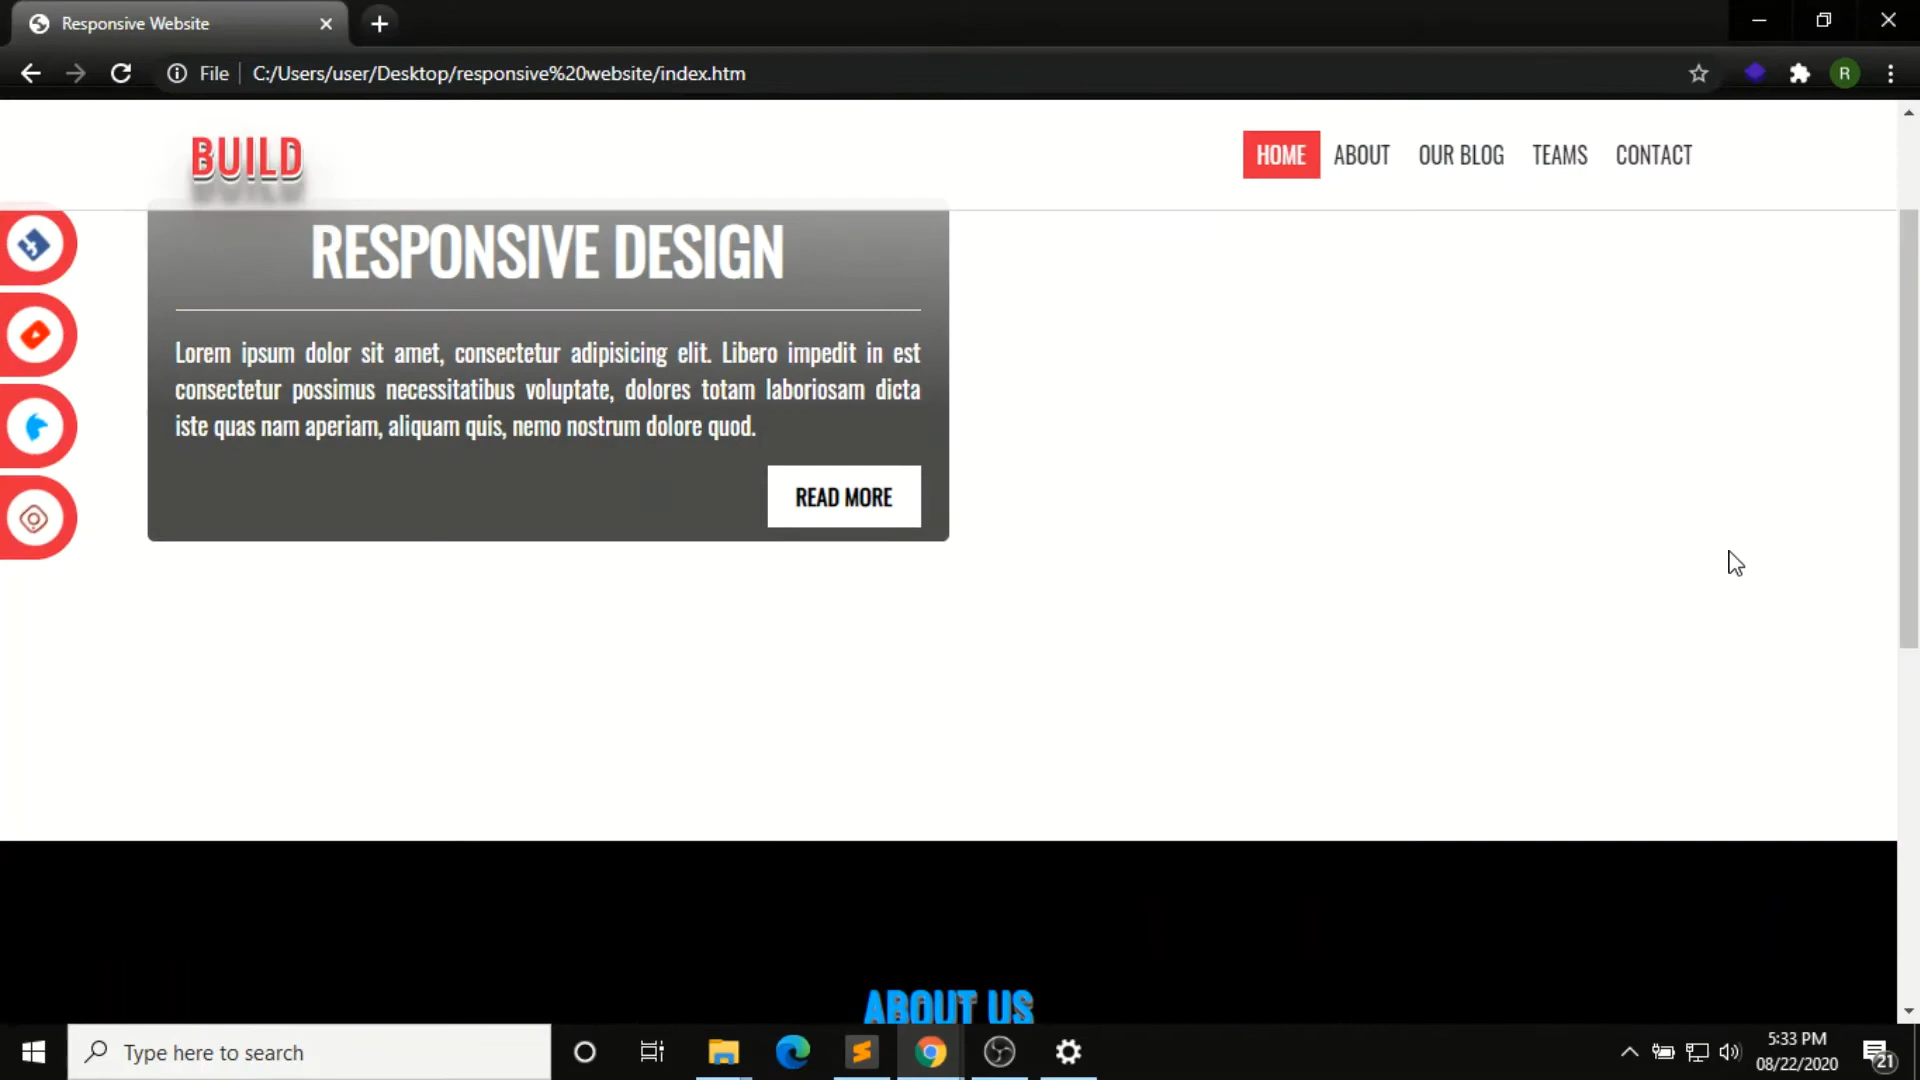 Responsive Website
File
C:/Users/user/Desktop/responsive%20website/index.htm
R
BUILD
HOME
ABOUT
OUR BLOG
TEAMS
CONTACT
RESPONSIVE DESIGN
Lorem ipsum dolor sit amet, consectetur adipisicing elit. Libero impedit in est
consectetur possimus necessitatibus voluptate, dolores totam laboriosam dicta
iste quas nam aperiam, aliquam quis, nemo nostrum dolore quod.
READ MORE
ABOUT US
Type here to search
5:33 PM
08/22/2020
21